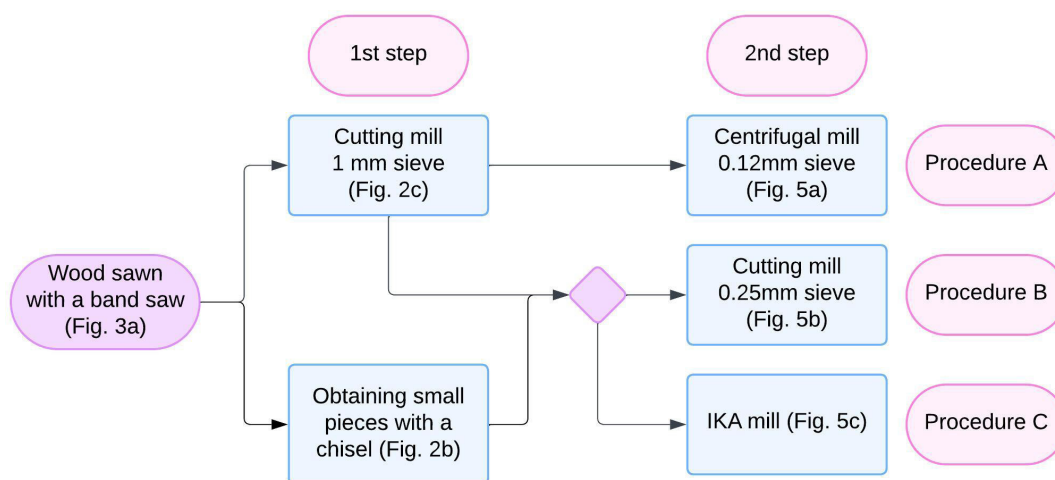 1st step
2nd step
Cutting mill
1 mm sieve
(Fig. 2c)
Centrifugal mill
0.12mm sieve
(Fig. 5a)
Procedure A
Wood sawn
with a band saw
(Fig. 3a)
Cutting mill
0.25mm sieve
(Fig. 5b)
Procedure B
Obtaining small
pieces with a
chisel (Fig. 2b)
IKA mill (Fig. 5c)
Procedure C